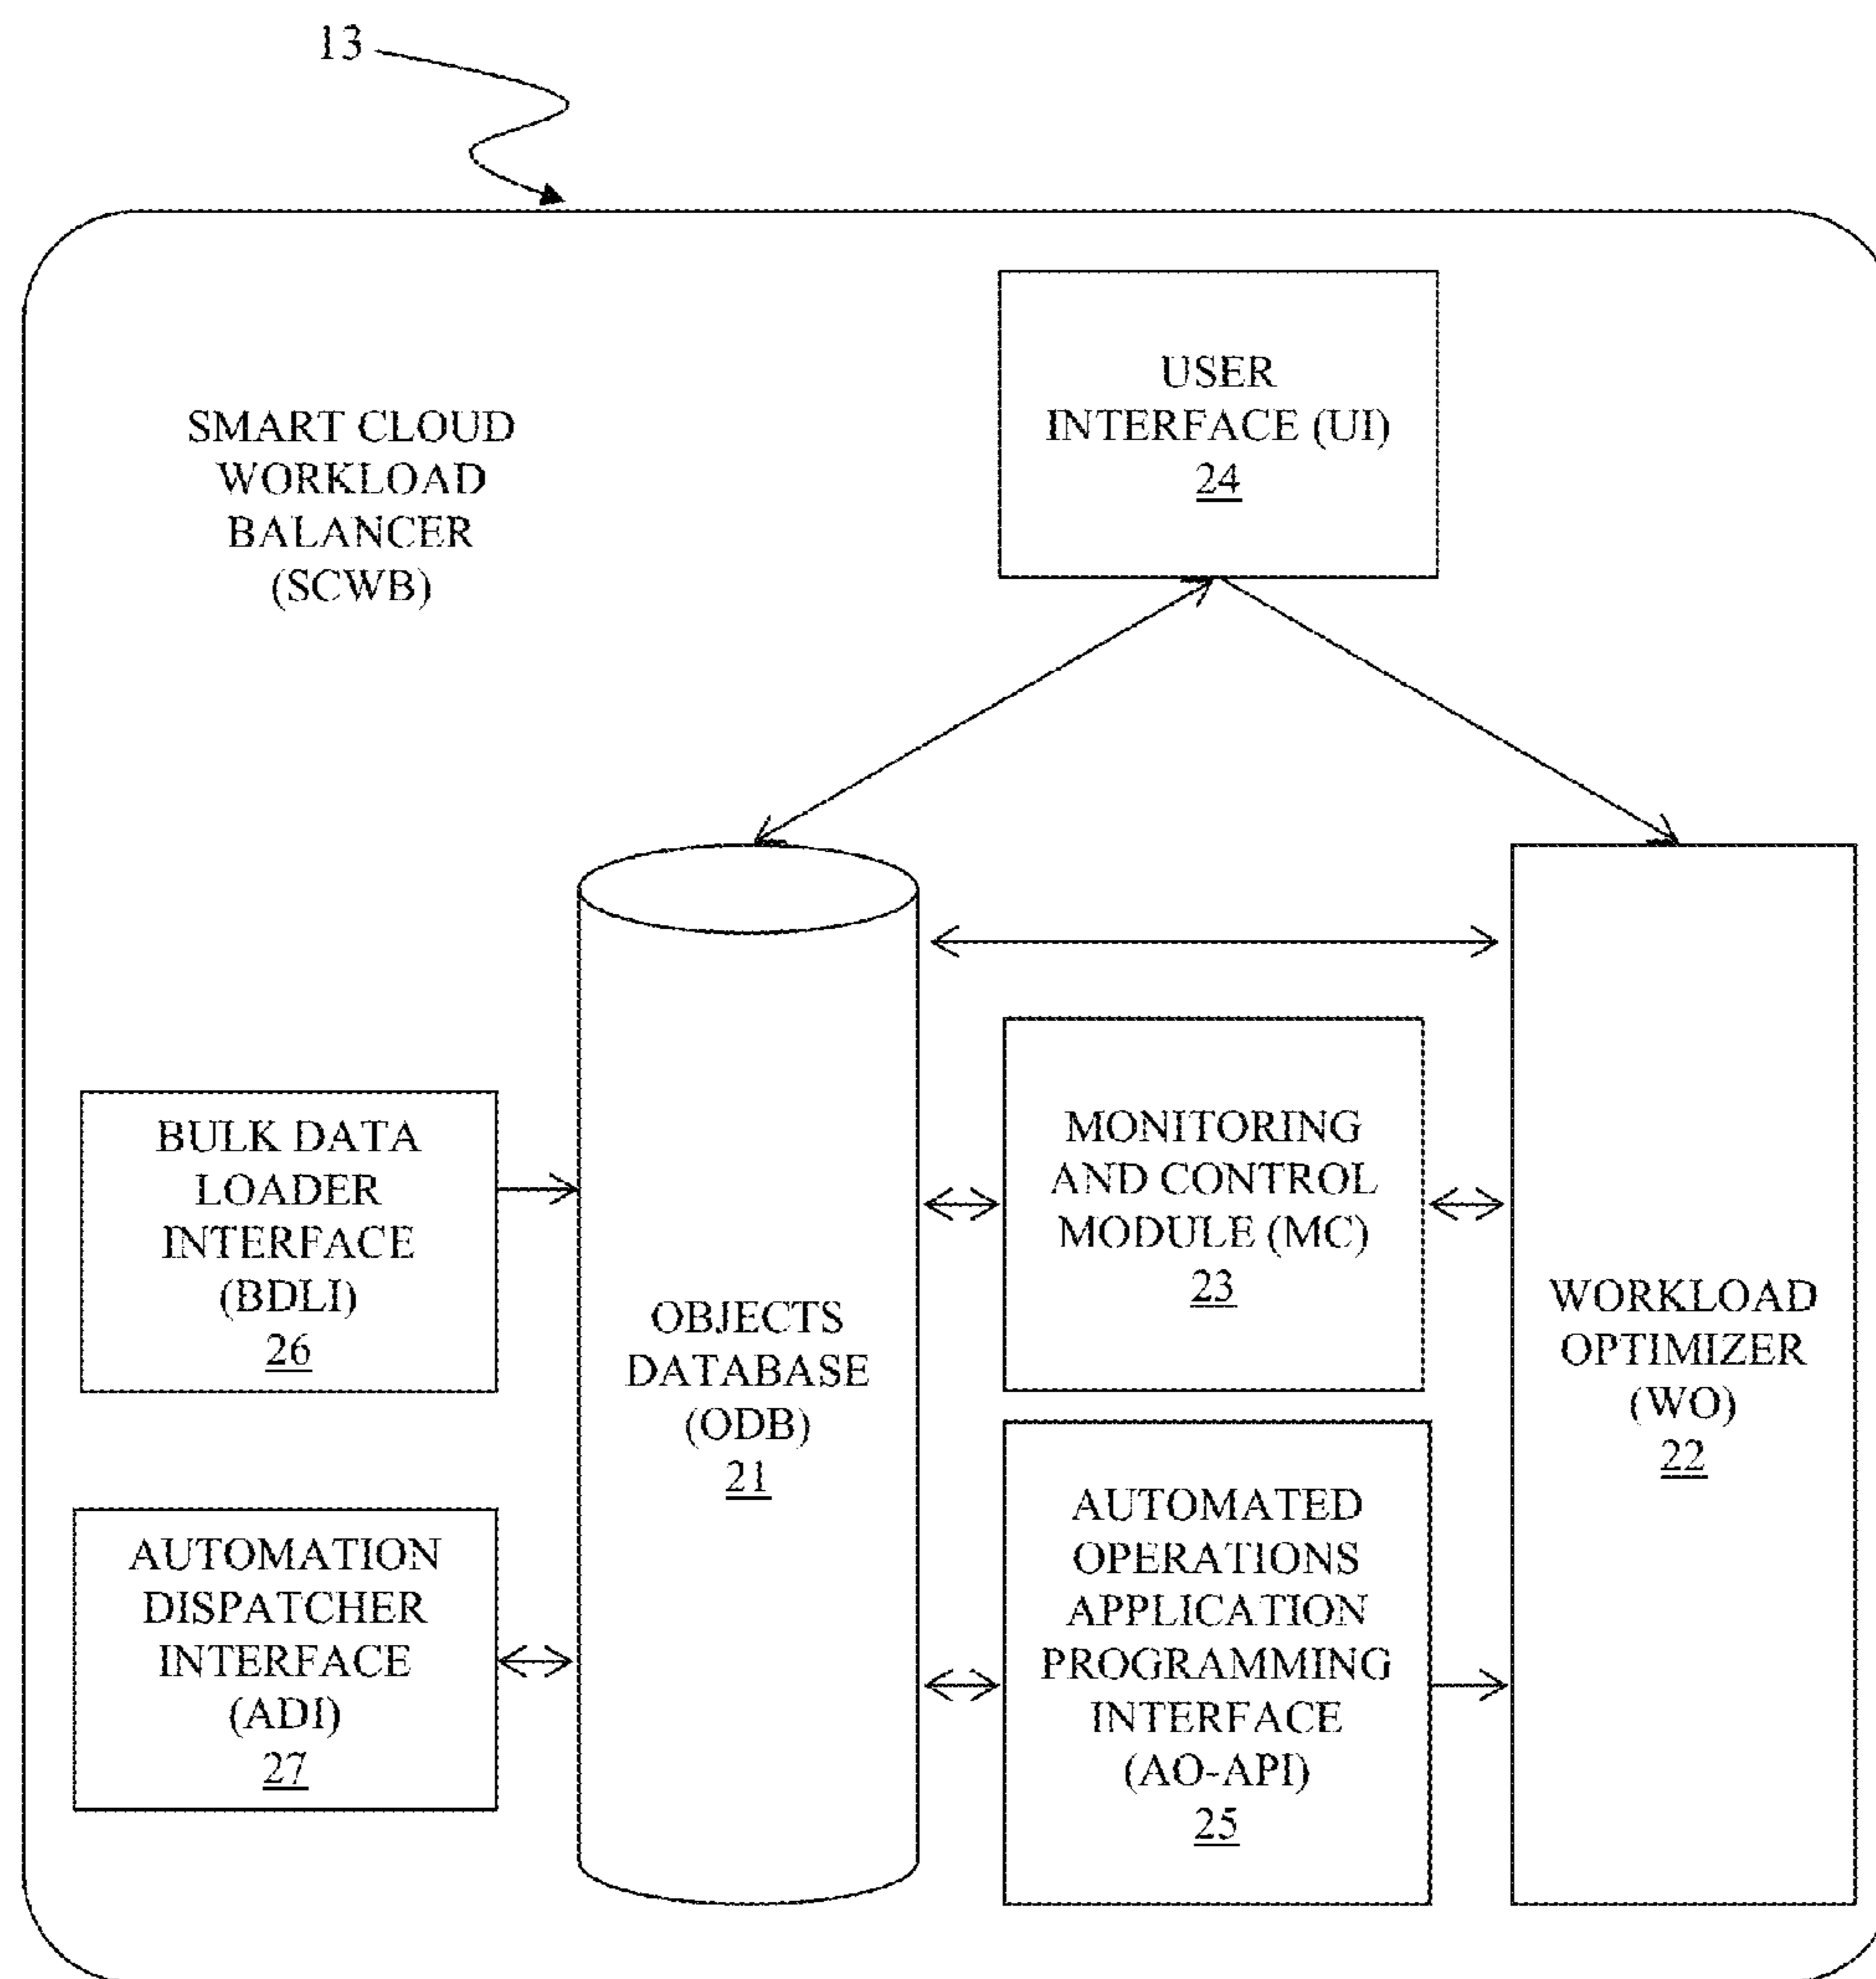 13
SMART CLOUD
WORKLOAD
BALANCER
(SCWB)
USER
INTERFACE (UI)
24
BULK DATA
LOADER
INTERFACE
(BDLI)
26
AUTOMATION
DISPATCHER
INTERFACE
(ADI)
27
OBJECTS
DATABASE
(ODB)
21
MONITORING
AND CONTROL
MODULE (MC)
23
AUTOMATED
OPERATIONS
APPLICATION
PROGRAMMING
INTERFACE
(AO-API)
25
WORKLOAD
OPTIMIZER
(WO)
22